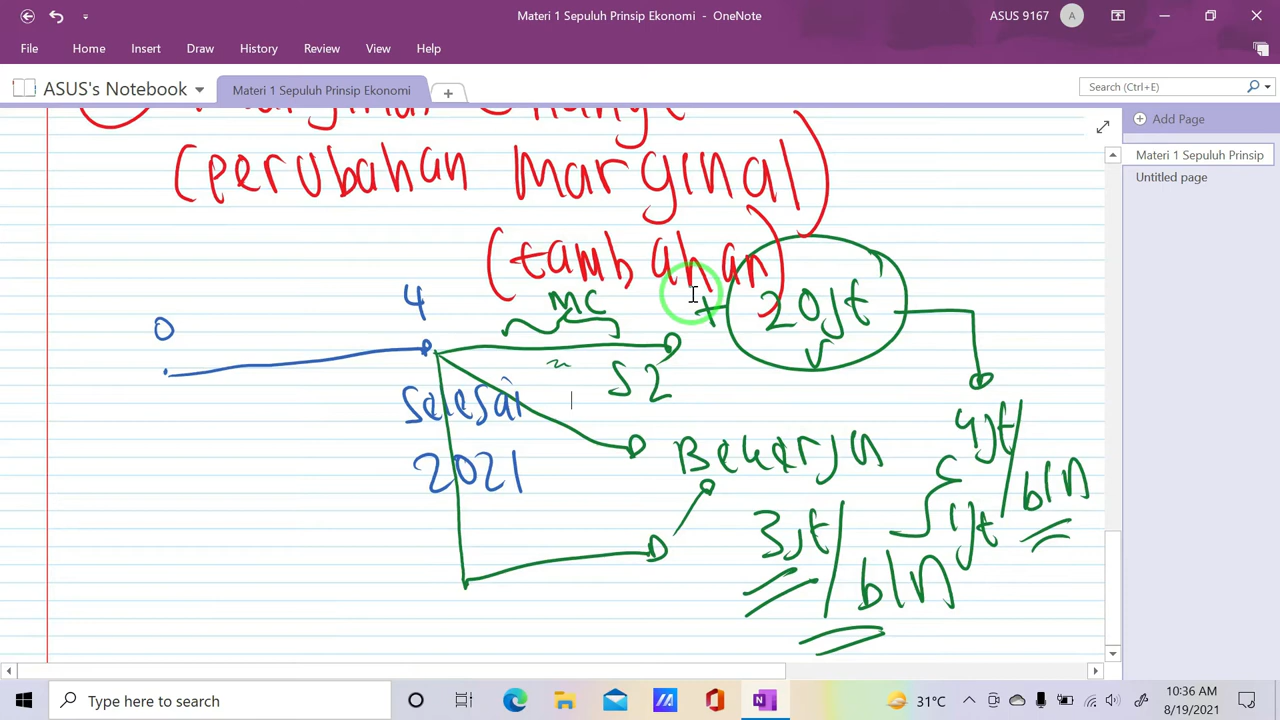 Materi 1 Sepuluh Prinsip Ekonomi - OneNote
ASUS 9167
A
File Home Insert Draw History Review View Help
ASUS's Notebook
Materi 1 Sepuluh Prinsip Ekonomi
Search (Ctrl+E)
Add Page
Materi 1 Sepuluh Prinsip
Untitled page
(perubahan marginal)
(tambahan)
0
4
MC
+ 20jt
S2
selesai
2021
Bekerja
4jt/bln
1jt
3jt/bln
Type here to search
31°C
10:36 AM
8/19/2021